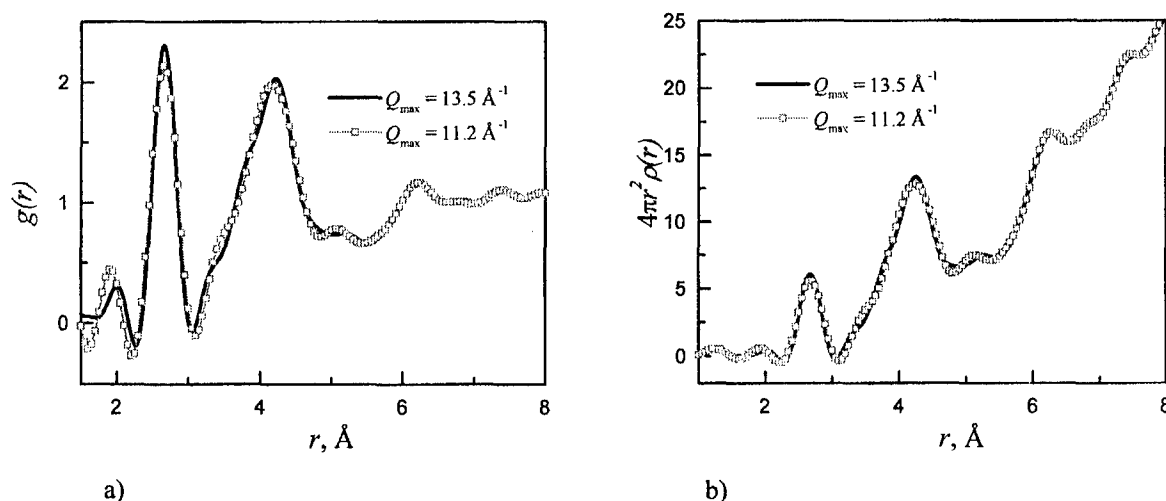 2
1
0
g(r)
Q_max = 13.5 Å⁻¹
Q_max = 11.2 Å⁻¹
2 4 6 8
r, Å
a)
25
20
15
10
5
0
4πr² ρ(r)
Q_max = 13.5 Å⁻¹
Q_max = 11.2 Å⁻¹
2 4 6 8
r, Å
b)